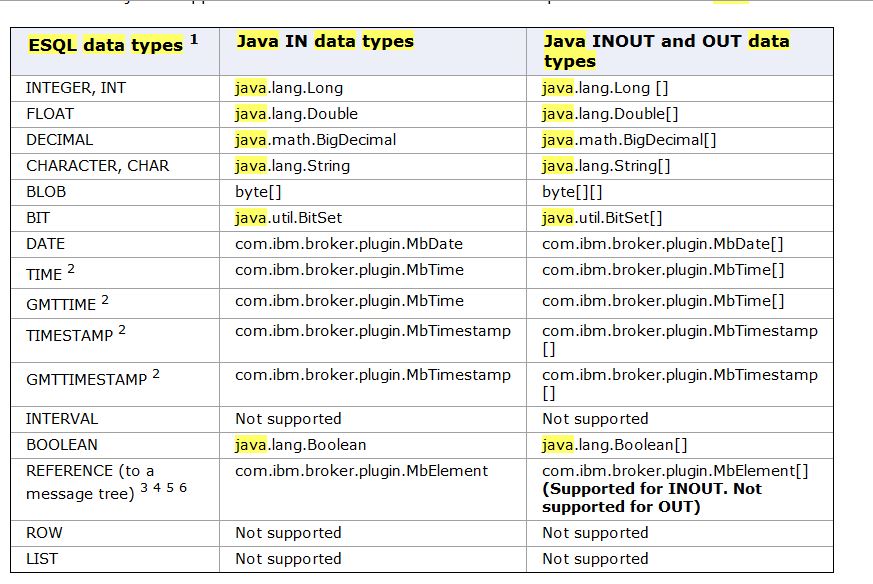 ESQL data types 1
Java IN data types
Java INOUT and OUT data
types
INTEGER, INT
java.lang.Long
java.lang.Long []
FLOAT
java.lang.Double
java.lang.Double[]
DECIMAL
java.math.BigDecimal
java.math.BigDecimal[]
CHARACTER, CHAR
java.lang.String
java.lang.String[]
BLOB
byte[]
byte[][]
BIT
java.util.BitSet
java.util.BitSet[]
DATE
com.ibm.broker.plugin.MbDate
com.ibm.broker.plugin.MbDate[]
TIME 2
com.ibm.broker.plugin.MbTime
com.ibm.broker.plugin.MbTime[]
GMTTIME 2
com.ibm.broker.plugin.MbTime
com.ibm.broker.plugin.MbTime[]
TIMESTAMP 2
com.ibm.broker.plugin.MbTimestamp
com.ibm.broker.plugin.MbTimestamp
[]
GMTTIMESTAMP 2
com.ibm.broker.plugin.MbTimestamp
com.ibm.broker.plugin.MbTimestamp
[]
INTERVAL
Not supported
Not supported
BOOLEAN
java.lang.Boolean
java.lang.Boolean[]
REFERENCE (to a
message tree) 3 4 5 6
com.ibm.broker.plugin.MbElement
com.ibm.broker.plugin.MbElement[]
(Supported for INOUT. Not
supported for OUT)
ROW
Not supported
Not supported
LIST
Not supported
Not supported